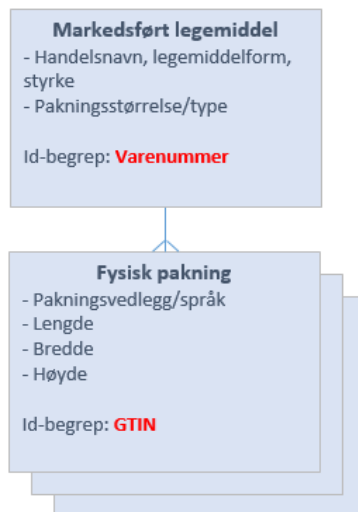 Markedsført legemiddel
- Handelsnavn, legemiddelform,
styrke
- Pakningsstørrelse/type
Id-begrep: Varenummer
Fysisk pakning
- Pakningsvedlegg/språk
- Lengde
- Bredde
- Høyde
Id-begrep: GTIN